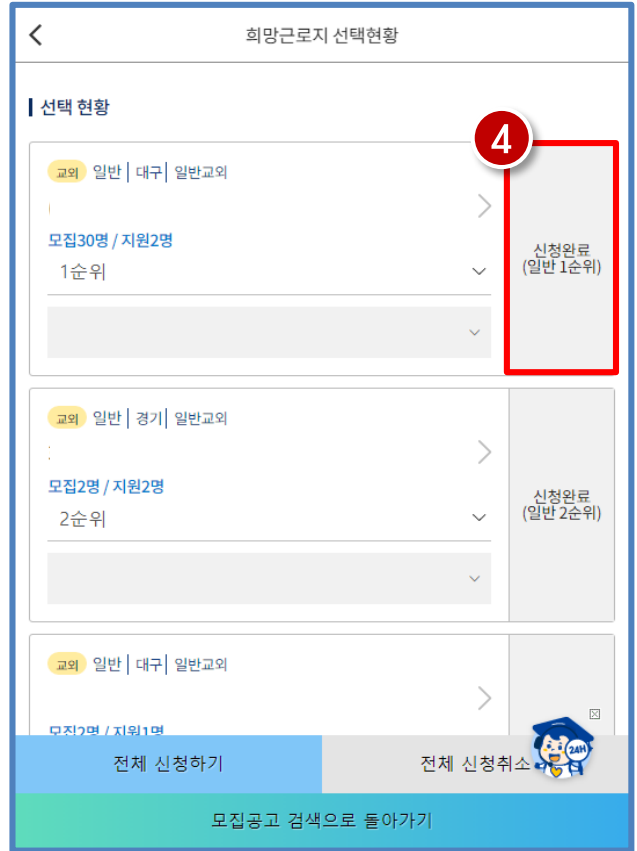 희망근로지 선택현황
선택 현황
4
교외 일반 | 대구 | 일반교외
모집30명 / 지원2명
1순위
신청완료
(일반 1순위)
교외 일반 | 경기 | 일반교외
모집2명 / 지원2명
2순위
신청완료
(일반 2순위)
교외 일반 | 대구 | 일반교외
모집2명 / 지원1명
24H
전체 신청하기
전체 신청취소
모집공고 검색으로 돌아가기